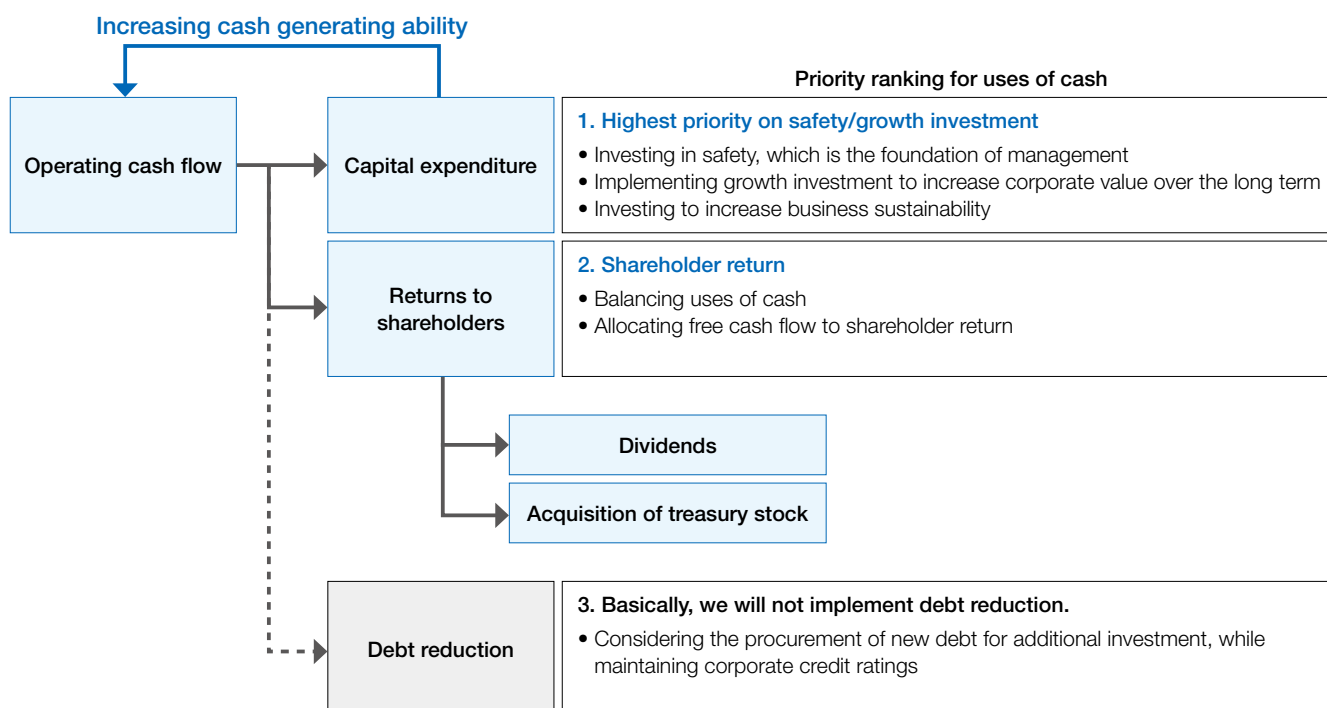 Increasing cash generating ability
Priority ranking for uses of cash
Operating cash flow
Capital expenditure
1. Highest priority on safety/growth investment
• Investing in safety, which is the foundation of management
• Implementing growth investment to increase corporate value over the long term
• Investing to increase business sustainability
Returns to
shareholders
2. Shareholder return
• Balancing uses of cash
• Allocating free cash flow to shareholder return
Dividends
Acquisition of treasury stock
Debt reduction
3. Basically, we will not implement debt reduction.
• Considering the procurement of new debt for additional investment, while
maintaining corporate credit ratings